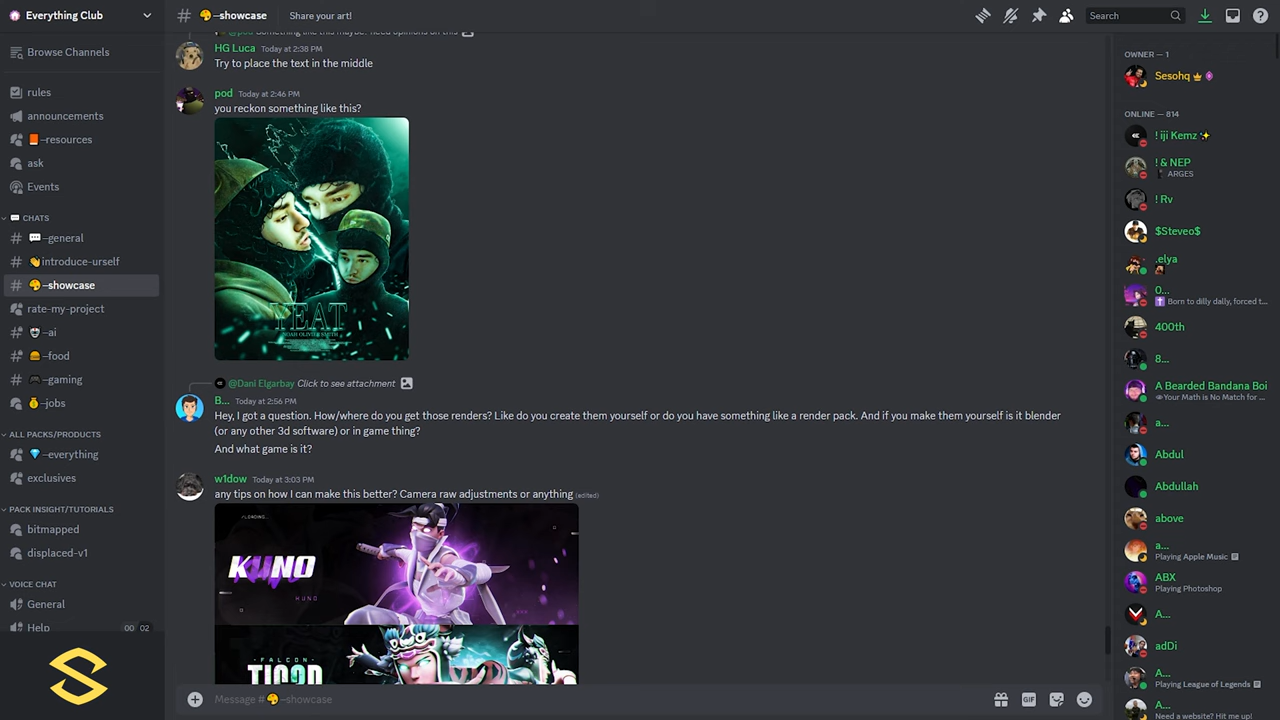 Everything Club
Browse Channels
rules
announcements
–resources
ask
Events
CHATS
–general
introduce-urself
–showcase
rate-my-project
–ai
–food
–gaming
–jobs
ALL PACKS/PRODUCTS
–everything
exclusives
PACK INSIGHT/TUTORIALS
bitmapped
displaced-v1
VOICE CHAT
General
Help 00 02
# –showcase Share your art!
Search
HG Luca Today at 2:38 PM
Try to place the text in the middle
pod Today at 2:46 PM
you reckon something like this?
YEAT
NOAH OLIVIER SMITH
@Dani Elgarbay Click to see attachment
B... Today at 2:56 PM
Hey, I got a question. How/where do you get those renders? Like do you create them yourself or do you have something like a render pack. And if you make them yourself is it blender
(or any other 3d software) or in game thing?
And what game is it?
w1dow Today at 3:03 PM
any tips on how I can make this better? Camera raw adjustments or anything (edited)
KUNO
FALCON
Message # –showcase
GIF
OWNER — 1
Sesohq
ONLINE — 814
! iji Kemz
! & NEP
ARGES
! Rv
$Steveo$
.elya
0...
Born to dilly dally, forced t...
400th
8...
A Bearded Bandana Boi
Your Math is No Match for ...
a...
Abdul
Abdullah
above
a...
Playing Apple Music
ABX
Playing Photoshop
A...
adDi
A...
Playing League of Legends
A...
Need a website? Hit me up!